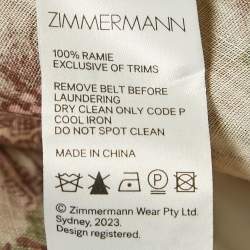 ZIMMERMANN
100% RAMIE
EXCLUSIVE OF TRIMS
REMOVE BELT BEFORE
LAUNDERING
DRY CLEAN ONLY CODE P
COOL IRON
DO NOT SPOT CLEAN
MADE IN CHINA
P
© Zimmermann Wear Pty Ltd.
Sydney, 2023.
Design registered.